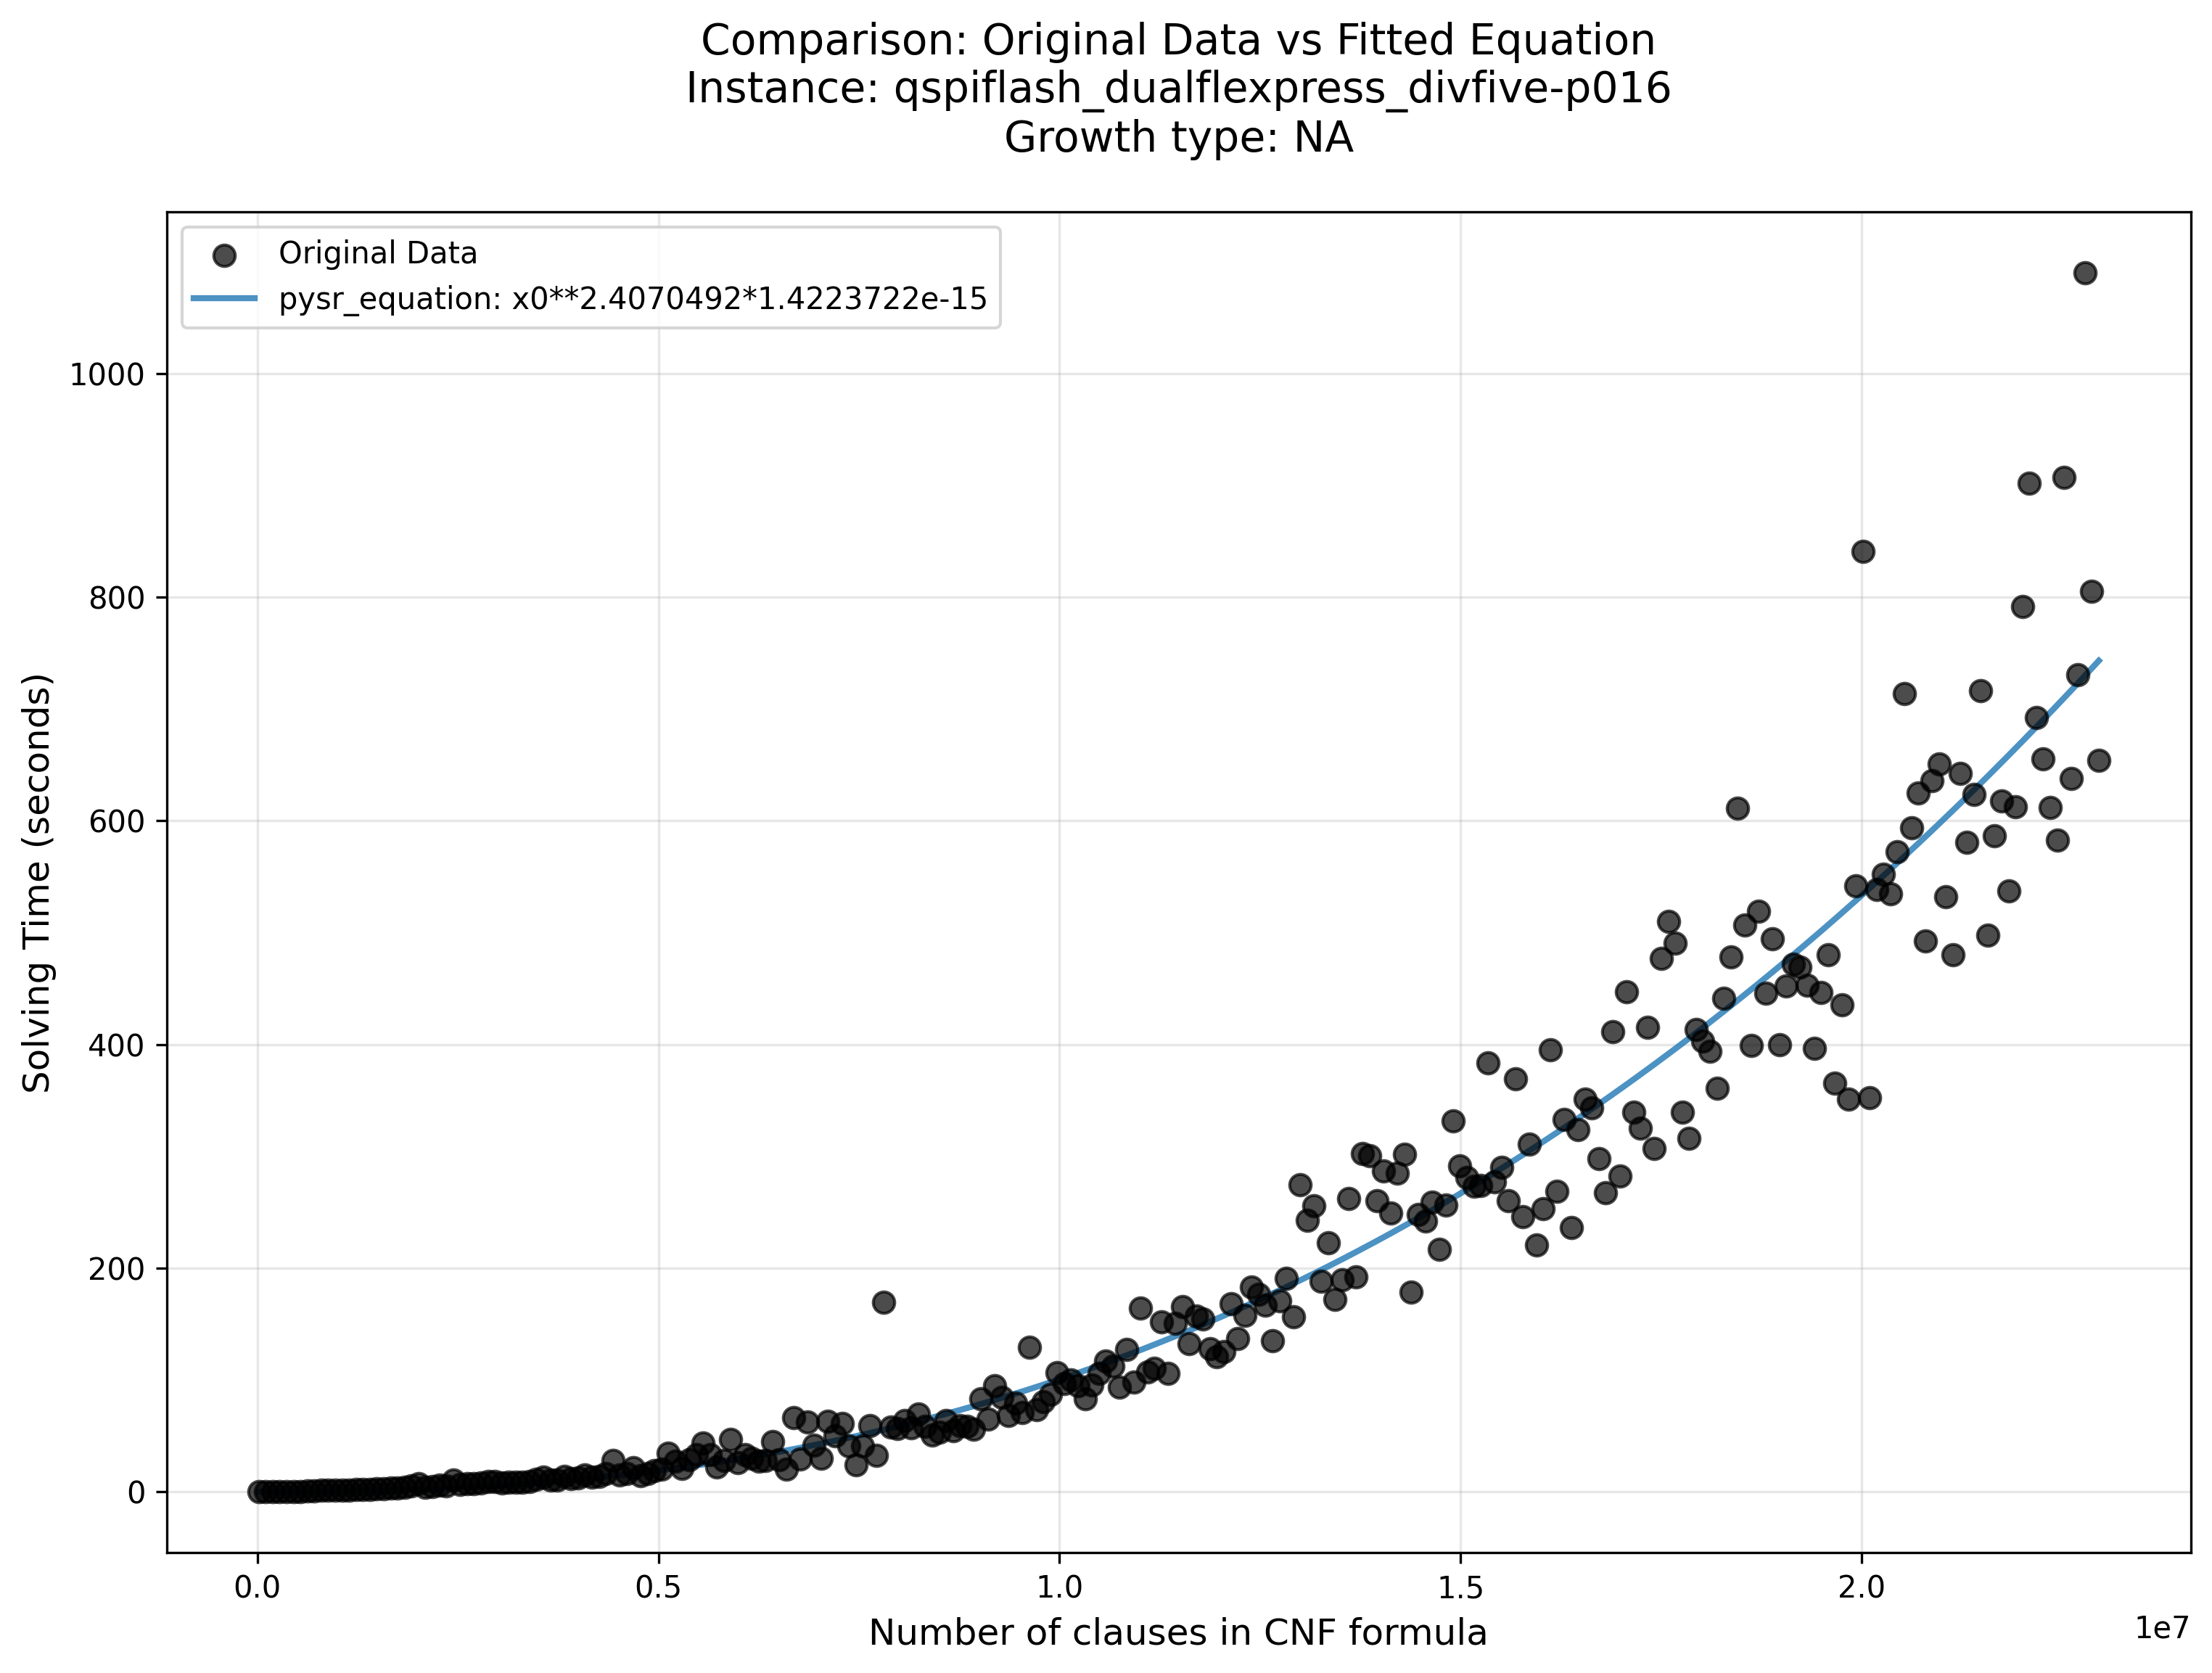 Comparison: Original Data vs Fitted Equation
Instance: qspiflash_dualflexpress_divfive-p016
Growth type: NA
Original Data
pysr_equation: x0**2.4070492*1.4223722e-15
1000
800
600
400
200
0
Solving Time (seconds)
0.0 0.5 1.0 1.5 2.0
1e7
Number of clauses in CNF formula